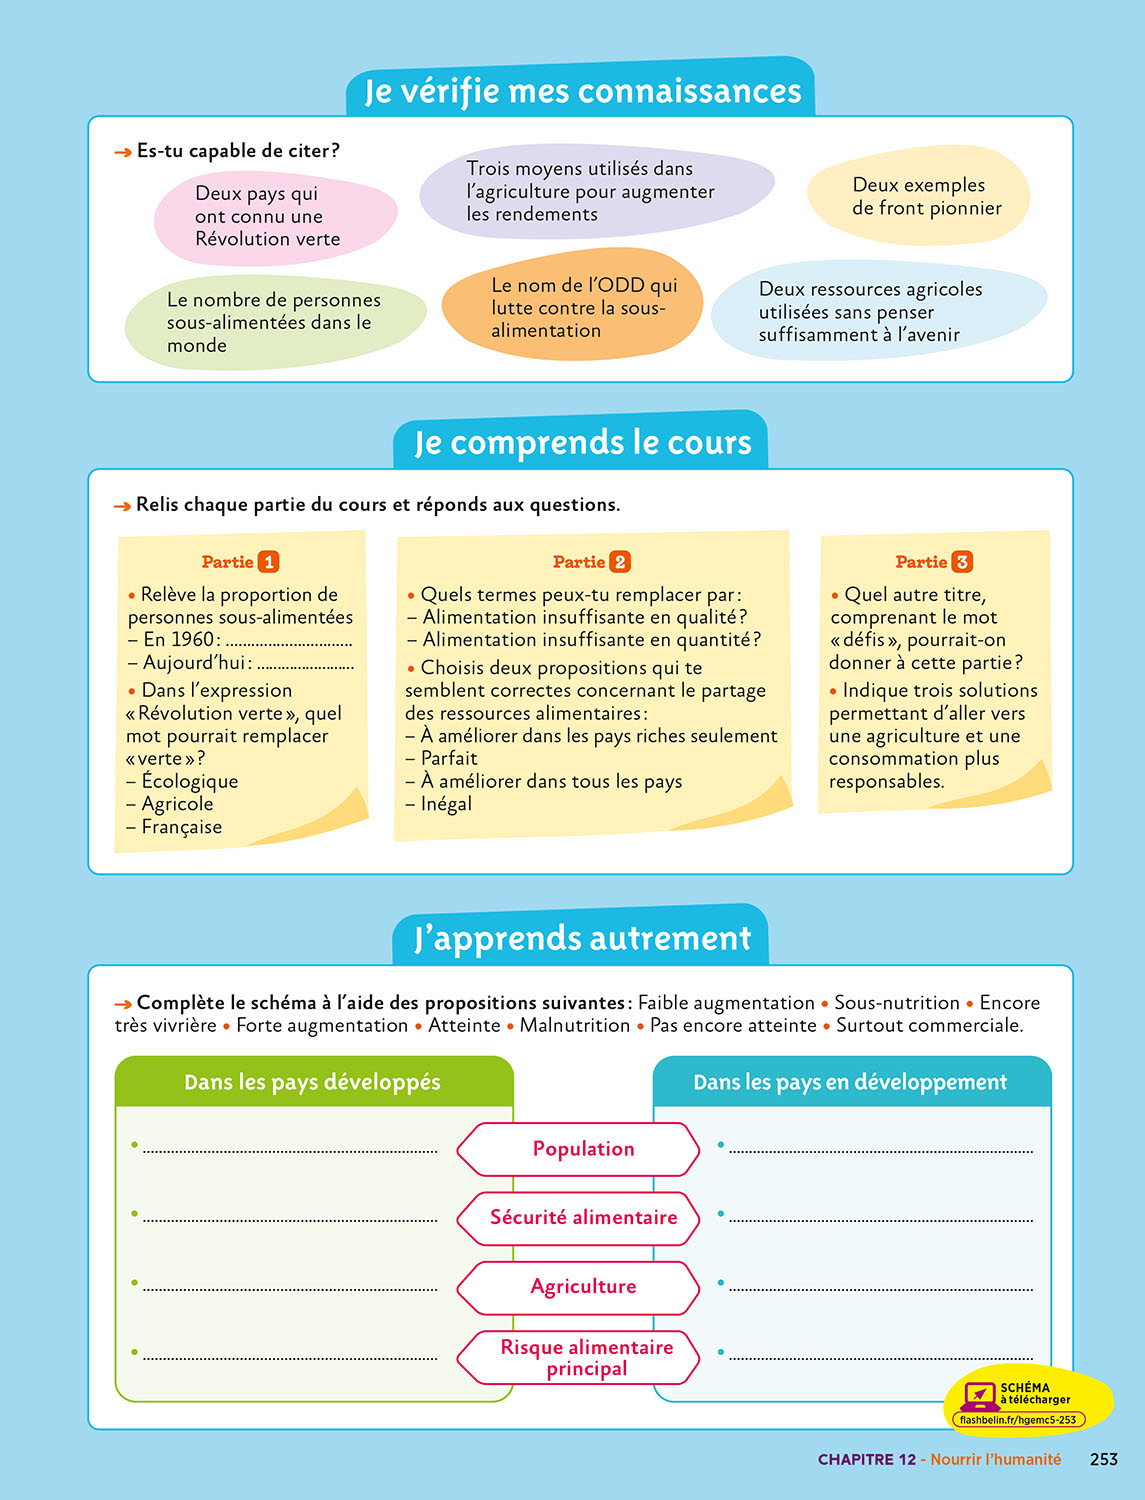 Je vérifie mes connaissances
→ Es-tu capable de citer ?
Deux pays qui
ont connu une
Révolution verte
Trois moyens utilisés dans
l’agriculture pour augmenter
les rendements
Deux exemples
de front pionnier
Le nombre de personnes
sous-alimentées dans le
monde
Le nom de l’ODD qui
lutte contre la sous-
alimentation
Deux ressources agricoles
utilisées sans penser
suffisamment à l’avenir
Je comprends le cours
→ Relis chaque partie du cours et réponds aux questions.
Partie 1
• Relève la proportion de
personnes sous-alimentées
– En 1960 : ..............................
– Aujourd’hui : .......................
• Dans l’expression
« Révolution verte », quel
mot pourrait remplacer
« verte » ?
– Écologique
– Agricole
– Française
Partie 2
• Quels termes peux-tu remplacer par :
– Alimentation insuffisante en qualité ?
– Alimentation insuffisante en quantité ?
• Choisis deux propositions qui te
semblent correctes concernant le partage
des ressources alimentaires :
– À améliorer dans les pays riches seulement
– Parfait
– À améliorer dans tous les pays
– Inégal
Partie 3
• Quel autre titre,
comprenant le mot
« défis », pourrait-on
donner à cette partie ?
• Indique trois solutions
permettant d’aller vers
une agriculture et une
consommation plus
responsables.
J’apprends autrement
→ Complète le schéma à l’aide des propositions suivantes : Faible augmentation • Sous-nutrition • Encore
très vivrière • Forte augmentation • Atteinte • Malnutrition • Pas encore atteinte • Surtout commerciale.
Dans les pays développés
Dans les pays en développement
Population
Sécurité alimentaire
Agriculture
Risque alimentaire
principal
SCHÉMA
à télécharger
flashbelin.fr/hgemc5-253
CHAPITRE 12 - Nourrir l’humanité 253